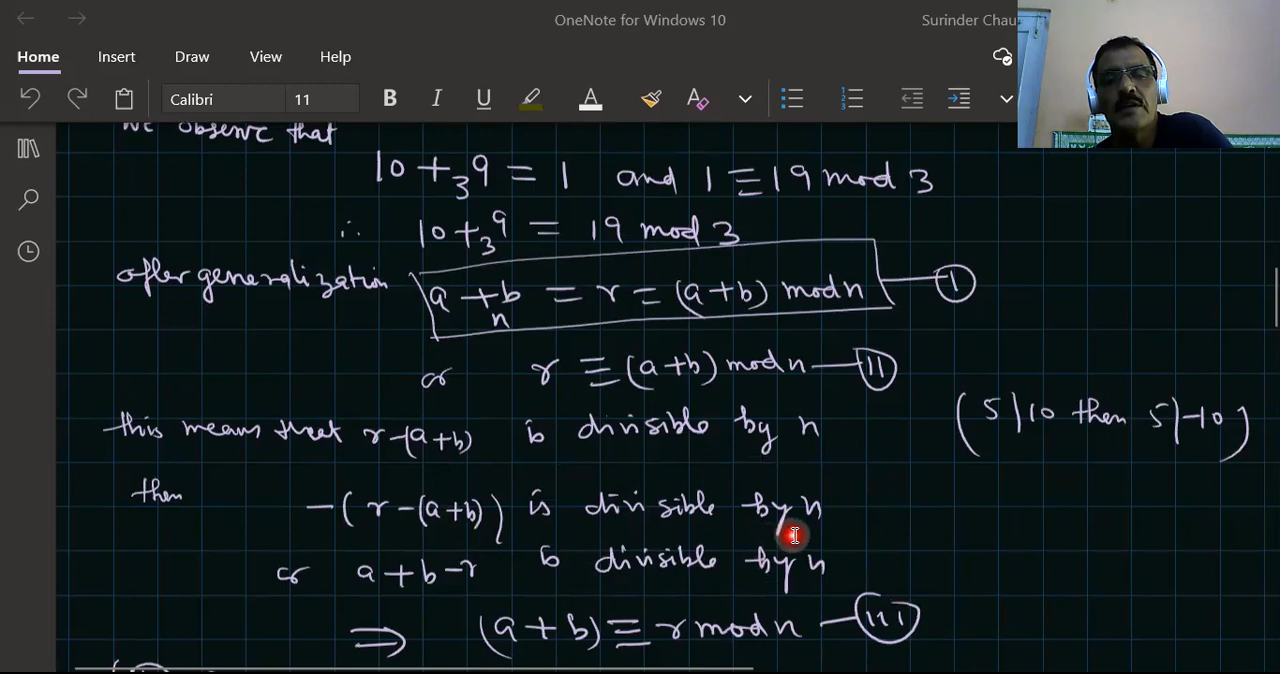 OneNote for Windows 10
Surinder Chau
Home Insert Draw View Help
Calibri 11 B I U A A
we observe that
10 +₃ 9 = 1 and 1 ≡ 19 mod 3
∴ 10 +₃ 9 = 19 mod 3
after generalization a +ₙ b = r = (a+b) mod n — (I)
or r ≡ (a+b) mod n — (II)
this means that r-(a+b) is divisible by n (5|10 then 5|-10)
then -(r-(a+b)) is divisible by n
or a+b-r is divisible by n
⇒ (a+b) ≡ r mod n — (III)